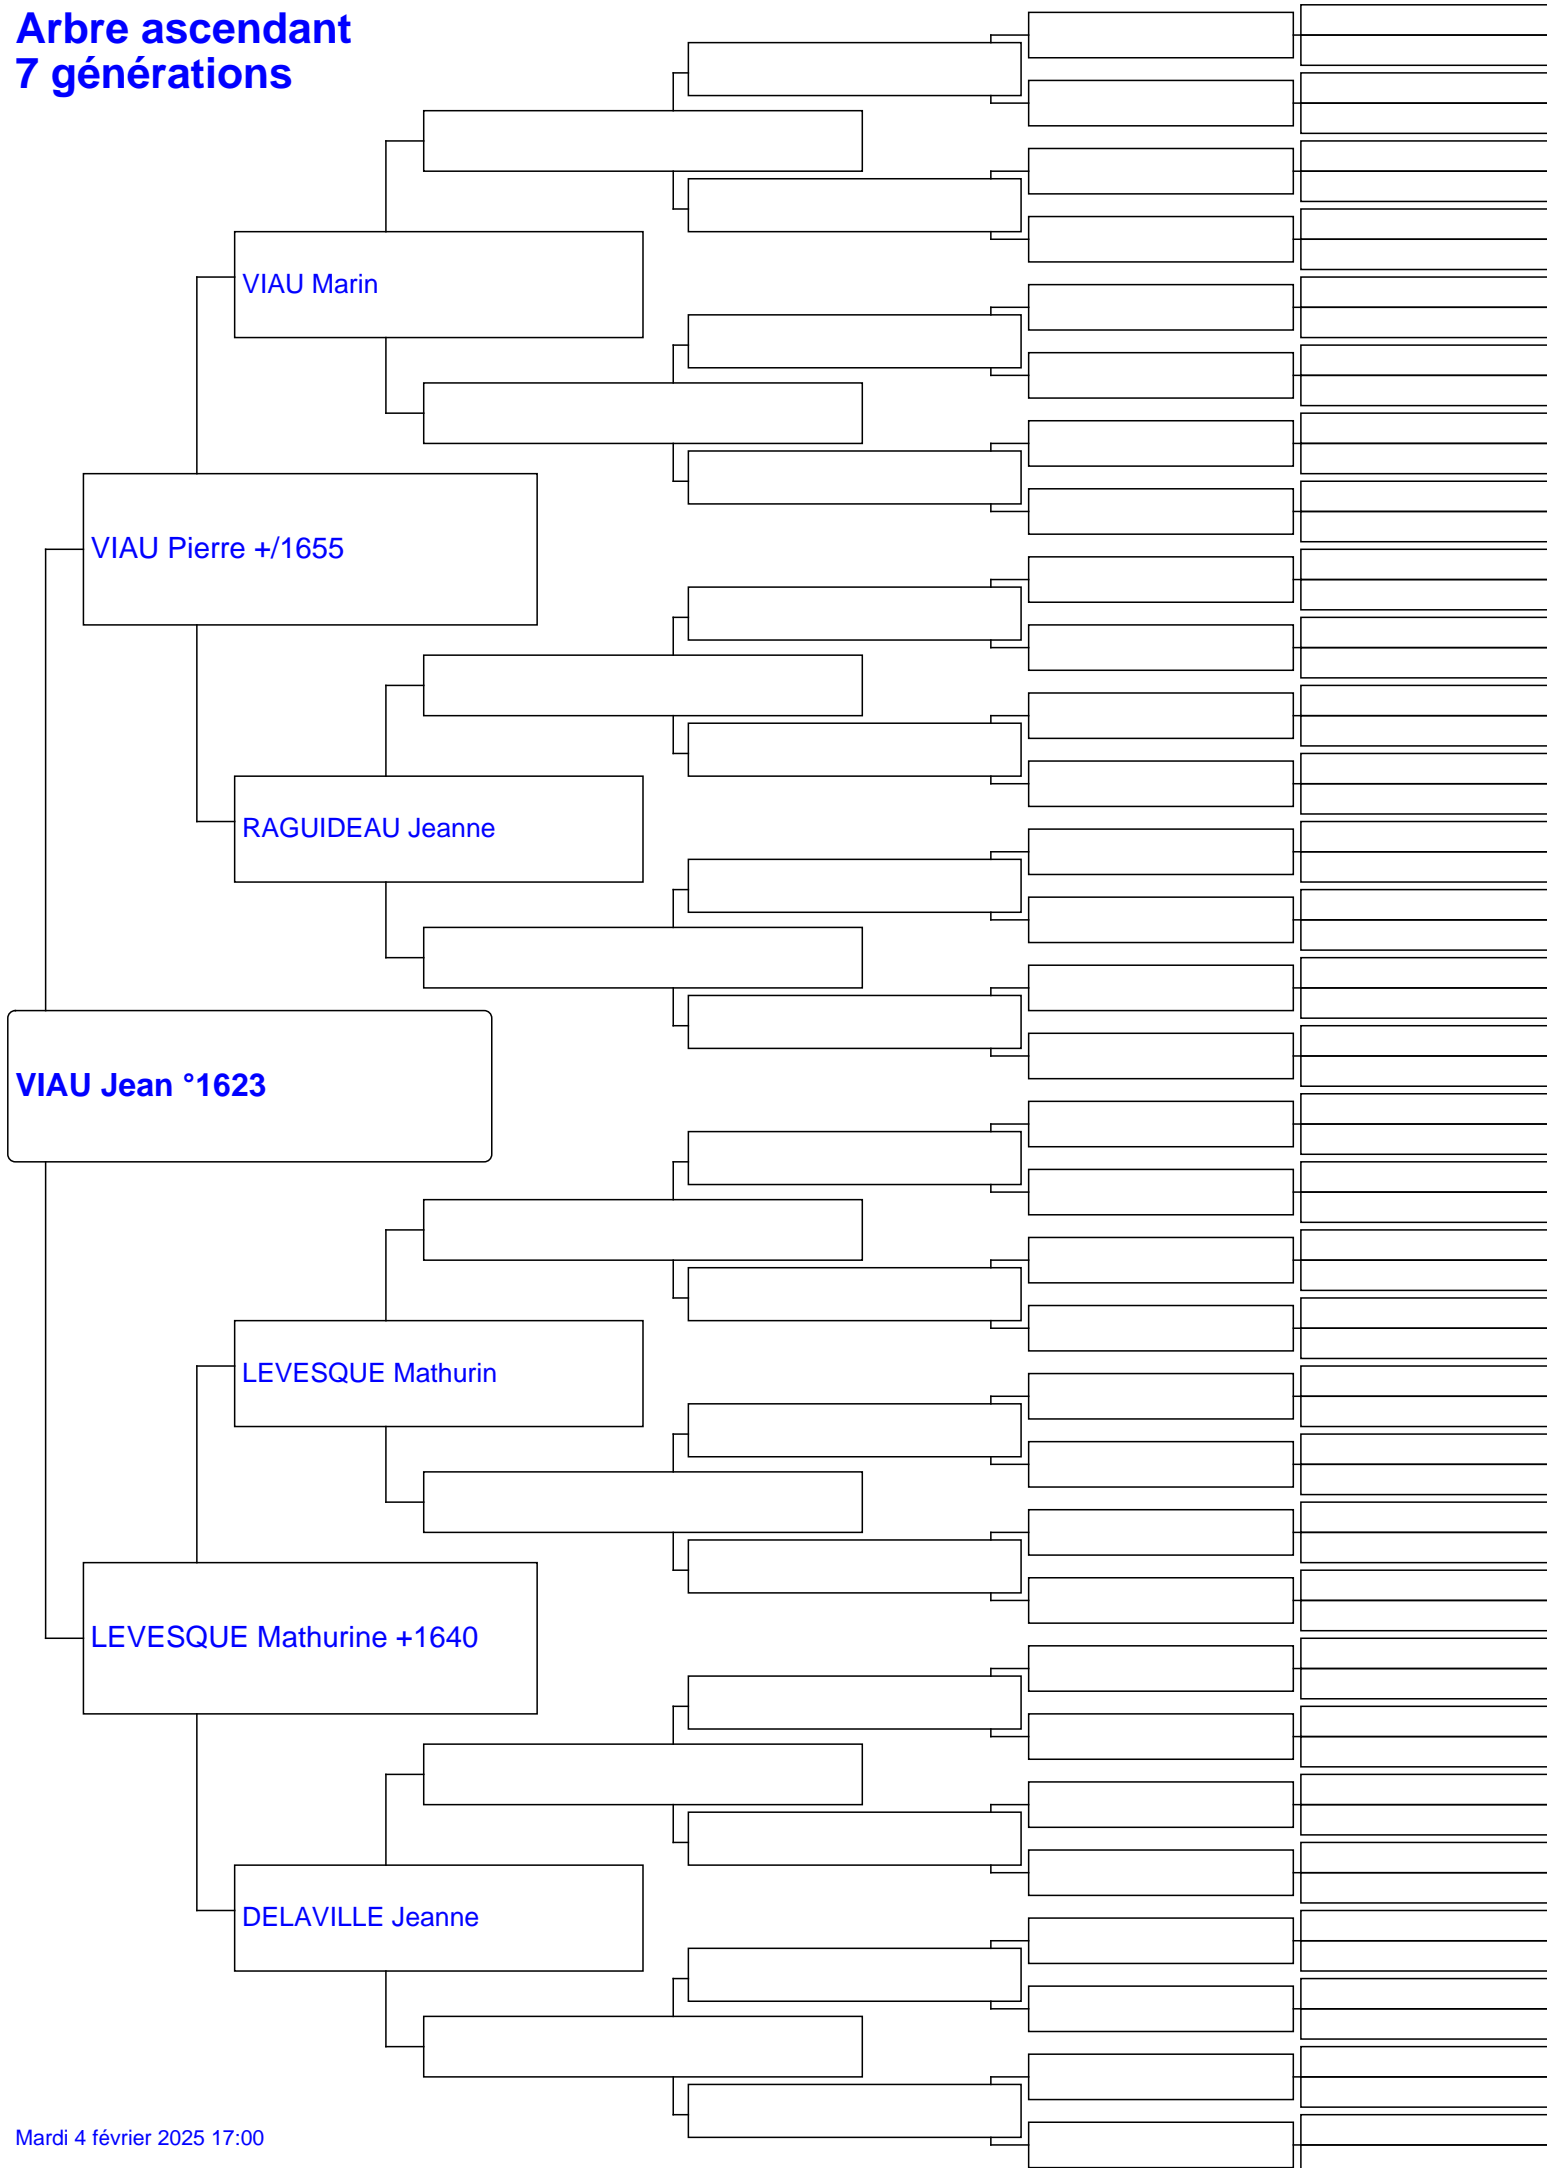 Arbre ascendant
7 générations
VIAU Marin
VIAU Pierre +/1655
RAGUIDEAU Jeanne
VIAU Jean °1623
LEVESQUE Mathurin
LEVESQUE Mathurine +1640
DELAVILLE Jeanne
Mardi 4 février 2025 17:00